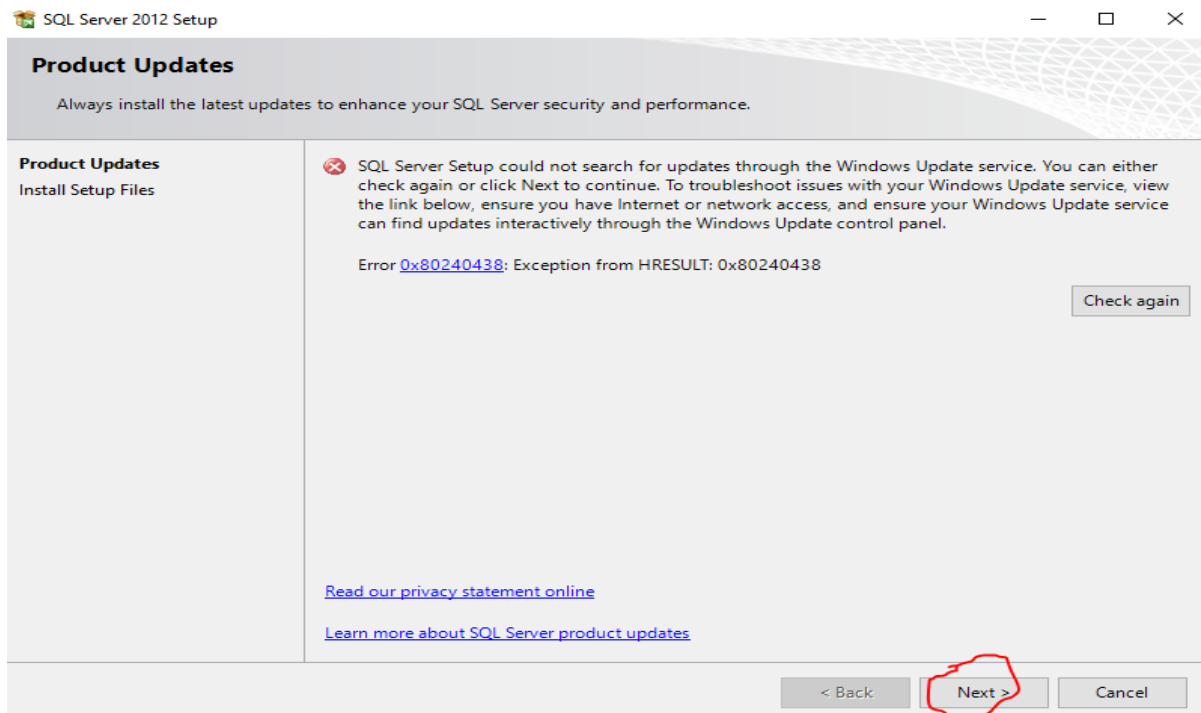 SQL Server 2012 Setup
Product Updates
Always install the latest updates to enhance your SQL Server security and performance.
Product Updates
Install Setup Files
SQL Server Setup could not search for updates through the Windows Update service. You can either
check again or click Next to continue. To troubleshoot issues with your Windows Update service, view
the link below, ensure you have Internet or network access, and ensure your Windows Update service
can find updates interactively through the Windows Update control panel.
Error 0x80240438: Exception from HRESULT: 0x80240438
Check again
Read our privacy statement online
Learn more about SQL Server product updates
< Back
Next >
Cancel